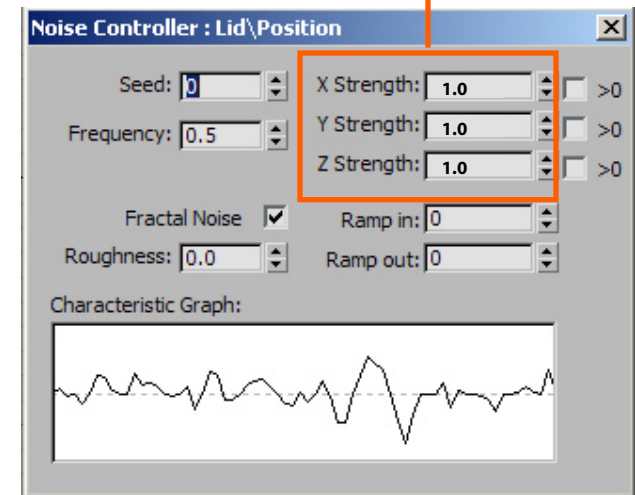 Noise Controller : Lid\Position
Seed: 0
X Strength: 1.0 >0
Frequency: 0.5
Y Strength: 1.0 >0
Z Strength: 1.0 >0
Fractal Noise
Ramp in: 0
Roughness: 0.0
Ramp out: 0
Characteristic Graph: